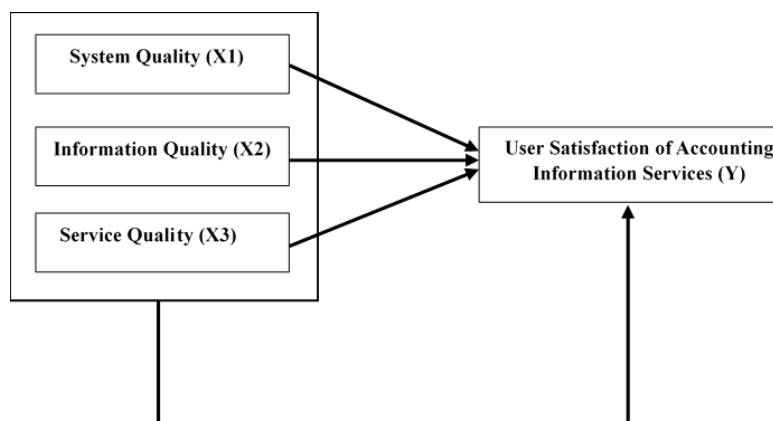 System Quality (X1)
Information Quality (X2)
Service Quality (X3)
User Satisfaction of Accounting
Information Services (Y)